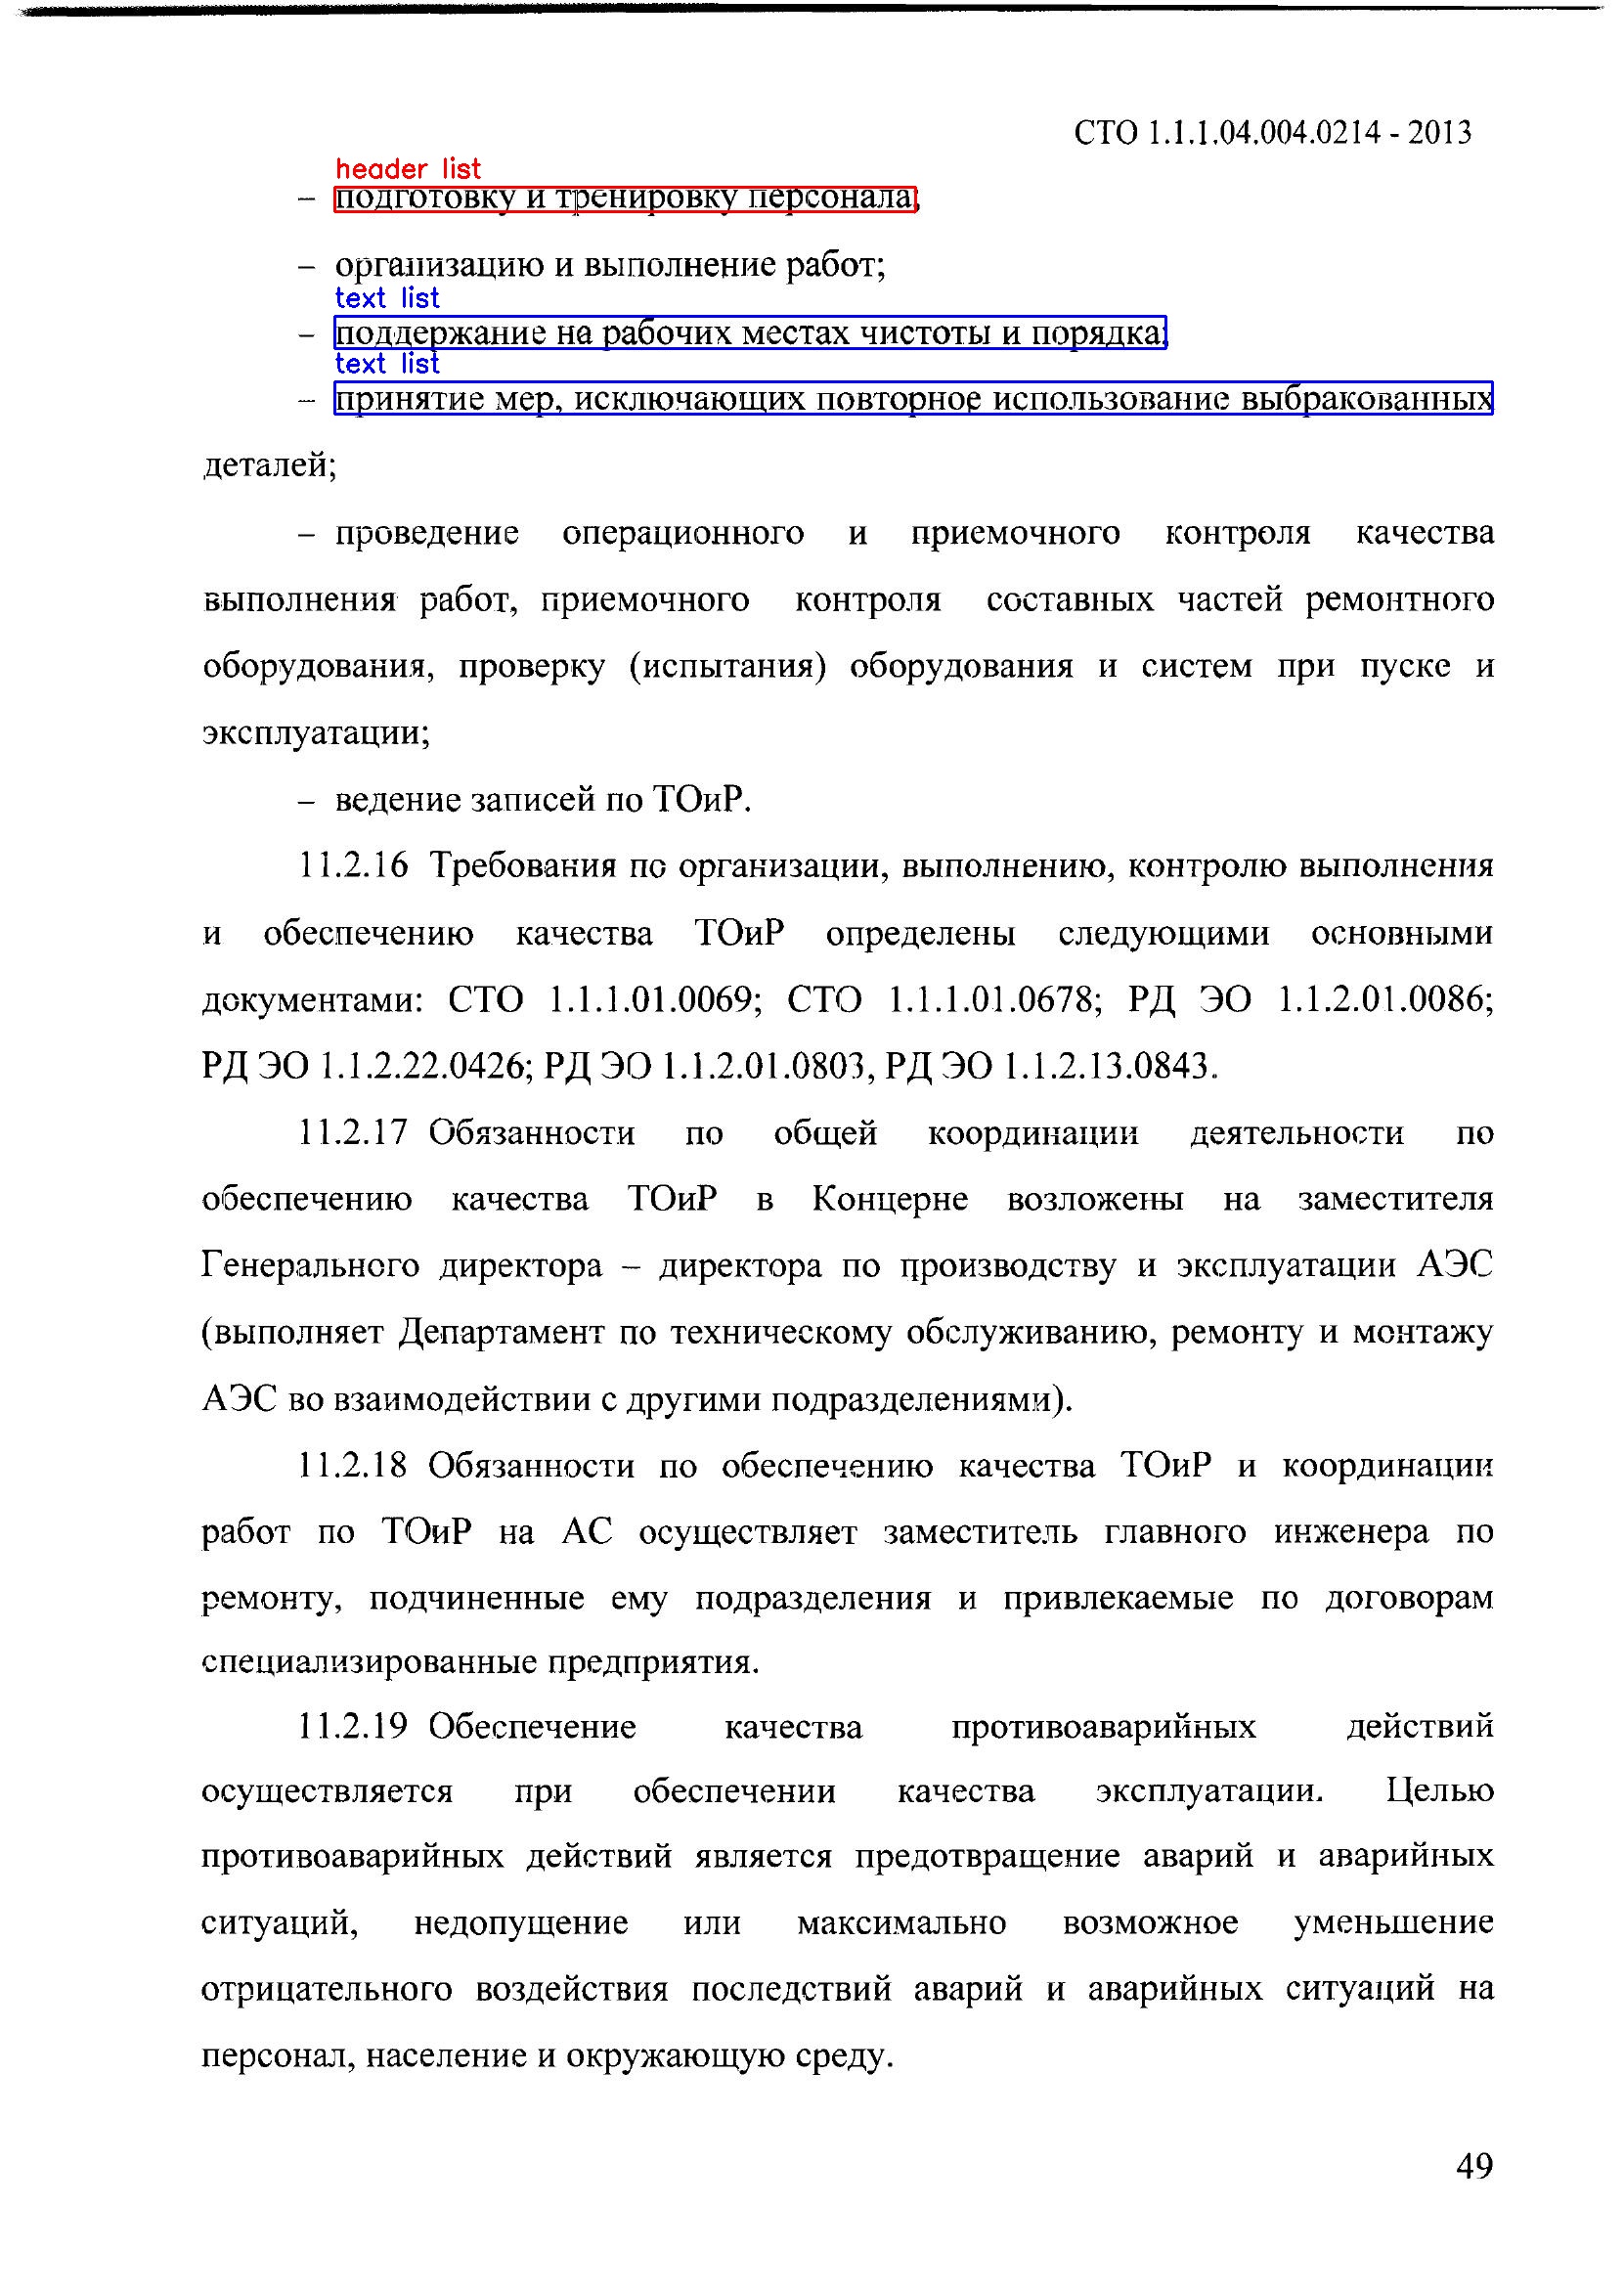 СТО 1.1.1.04.004.0214 - 2013
header list
– подготовку и тренировку персонала;
– организацию и выполнение работ;
text list
– поддержание на рабочих местах чистоты и порядка;
text list
– принятие мер, исключающих повторное использование выбракованных
деталей;
– проведение операционного и приемочного контроля качества
выполнения работ, приемочного контроля составных частей ремонтного
оборудования, проверку (испытания) оборудования и систем при пуске и
эксплуатации;
– ведение записей по ТОиР.
11.2.16 Требования по организации, выполнению, контролю выполнения
и обеспечению качества ТОиР определены следующими основными
документами: СТО 1.1.1.01.0069; СТО 1.1.1.01.0678; РД ЭО 1.1.2.01.0086;
РД ЭО 1.1.2.22.0426; РД ЭО 1.1.2.01.0803, РД ЭО 1.1.2.13.0843.
11.2.17 Обязанности по общей координации деятельности по
обеспечению качества ТОиР в Концерне возложены на заместителя
Генерального директора – директора по производству и эксплуатации АЭС
(выполняет Департамент по техническому обслуживанию, ремонту и монтажу
АЭС во взаимодействии с другими подразделениями).
11.2.18 Обязанности по обеспечению качества ТОиР и координации
работ по ТОиР на АС осуществляет заместитель главного инженера по
ремонту, подчиненные ему подразделения и привлекаемые по договорам
специализированные предприятия.
11.2.19 Обеспечение качества противоаварийных действий
осуществляется при обеспечении качества эксплуатации. Целью
противоаварийных действий является предотвращение аварий и аварийных
ситуаций, недопущение или максимально возможное уменьшение
отрицательного воздействия последствий аварий и аварийных ситуаций на
персонал, население и окружающую среду.
49